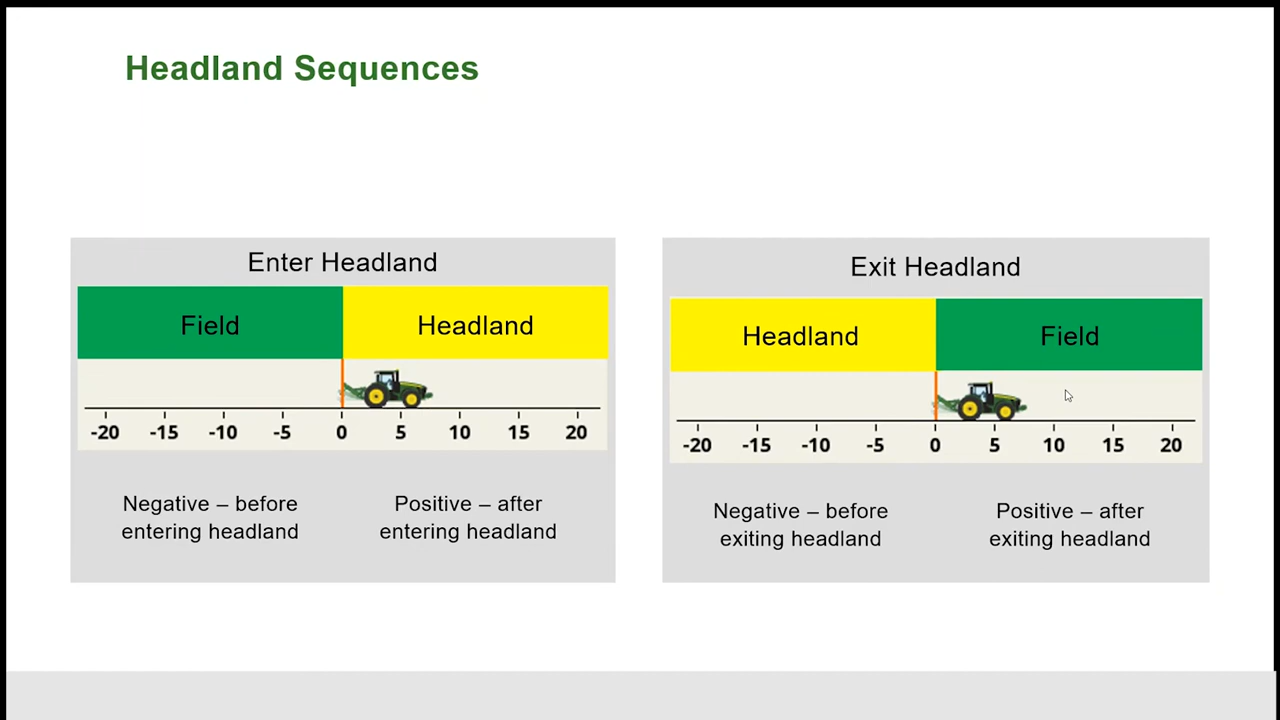 Headland Sequences
Enter Headland
Field Headland
-20 -15 -10 -5 0 5 10 15 20
Negative – before
entering headland
Positive – after
entering headland
Exit Headland
Headland Field
-20 -15 -10 -5 0 5 10 15 20
Negative – before
exiting headland
Positive – after
exiting headland